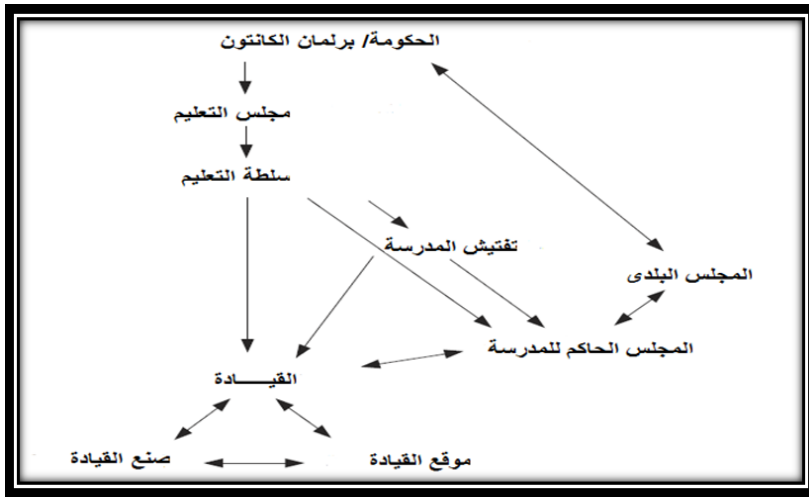 الحكومة/ برلمان الكانتون
مجلس التعليم
سلطة التعليم
تفتيش المدرسة
المجلس البلدى
المجلس الحاكم للمدرسة
القيـــــادة
موقع القيادة
صنع القيادة